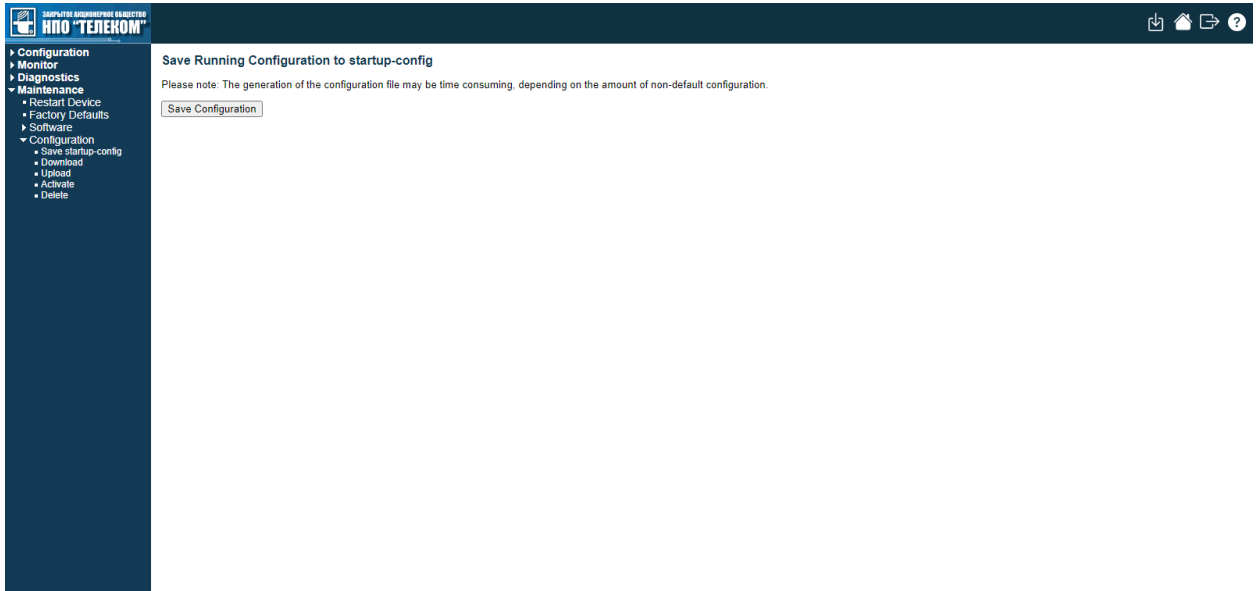 ЗАКРЫТОЕ АКЦИОНЕРНОЕ ОБЩЕСТВО
НПО "ТЕЛЕКОМ"
Configuration
Monitor
Diagnostics
Maintenance
Restart Device
Factory Defaults
Software
Configuration
Save startup-config
Download
Upload
Activate
Delete
Save Running Configuration to startup-config
Please note: The generation of the configuration file may be time consuming, depending on the amount of non-default configuration.
Save Configuration